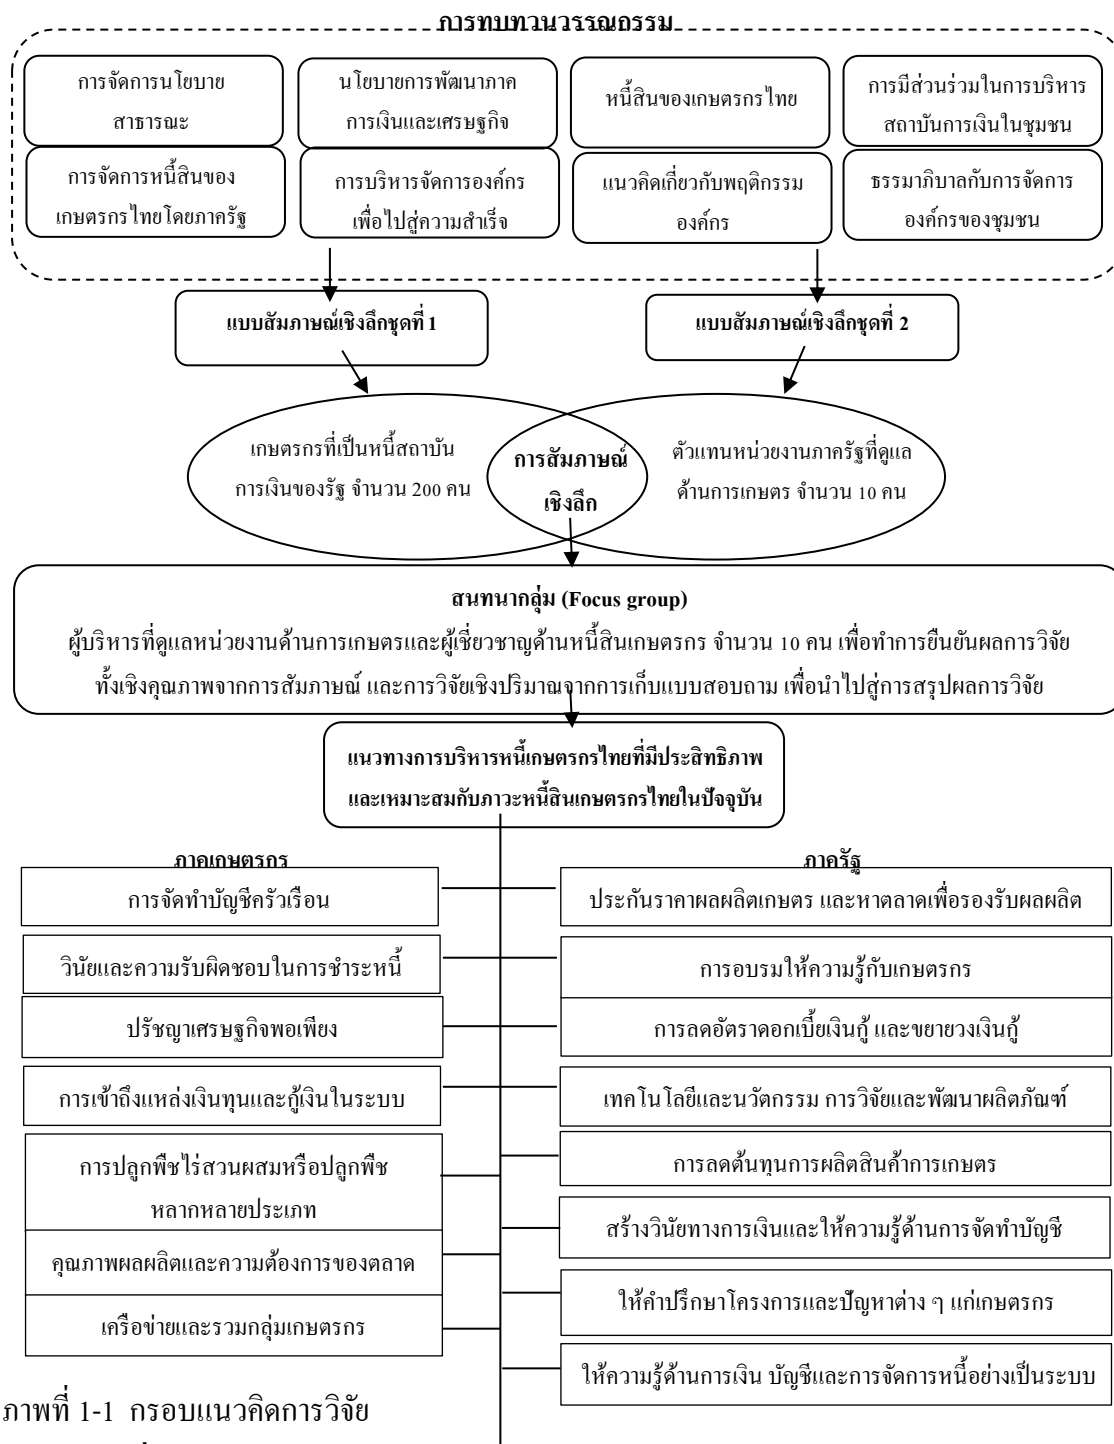 การทบทวนวรรณกรรม
การจัดการนโยบาย
สาธารณะ
นโยบายการพัฒนาภาค
การเงินและเศรษฐกิจ
หนี้สินของเกษตรกรไทย
การมีส่วนร่วมในการบริหาร
สถาบันการเงินในชุมชน
การจัดการหนี้สินของ
เกษตรกรไทยโดยภาครัฐ
การบริหารจัดการองค์กร
เพื่อไปสู่ความสำเร็จ
แนวคิดเกี่ยวกับพฤติกรรม
องค์กร
ธรรมาภิบาลกับการจัดการ
องค์กรของชุมชน
แบบสัมภาษณ์เชิงลึกชุดที่ 1
แบบสัมภาษณ์เชิงลึกชุดที่ 2
เกษตรกรที่เป็นหนี้สถาบัน
การเงินของรัฐ จำนวน 200 คน
การสัมภาษณ์
เชิงลึก
ตัวแทนหน่วยงานภาครัฐที่ดูแล
ด้านการเกษตร จำนวน 10 คน
สนทนากลุ่ม (Focus group)
ผู้บริหารที่ดูแลหน่วยงานด้านการเกษตรและผู้เชี่ยวชาญด้านหนี้สินเกษตรกร จำนวน 10 คน เพื่อทำการยืนยันผลการวิจัย
ทั้งเชิงคุณภาพจากการสัมภาษณ์ และการวิจัยเชิงปริมาณจากการเก็บแบบสอบถาม เพื่อนำไปสู่การสรุปผลการวิจัย
แนวทางการบริหารหนี้เกษตรกรไทยที่มีประสิทธิภาพ
และเหมาะสมกับภาวะหนี้สินเกษตรกรไทยในปัจจุบัน
ภาคเกษตรกร
การจัดทำบัญชีครัวเรือน
วินัยและความรับผิดชอบในการชำระหนี้
ปรัชญาเศรษฐกิจพอเพียง
การเข้าถึงแหล่งเงินทุนและกู้เงินในระบบ
การปลูกพืชไร่สวนผสมหรือปลูกพืช
หลากหลายประเภท
คุณภาพผลผลิตและความต้องการของตลาด
เครือข่ายและรวมกลุ่มเกษตรกร
ภาครัฐ
ประกันราคาผลผลิตเกษตร และหาตลาดเพื่อรองรับผลผลิต
การอบรมให้ความรู้กับเกษตรกร
การลดอัตราดอกเบี้ยเงินกู้ และขยายวงเงินกู้
เทคโนโลยีและนวัตกรรม การวิจัยและพัฒนาผลิตภัณฑ์
การลดต้นทุนการผลิตสินค้าการเกษตร
สร้างวินัยทางการเงินและให้ความรู้ด้านการจัดทำบัญชี
ให้คำปรึกษาโครงการและปัญหาต่าง ๆ แก่เกษตรกร
ให้ความรู้ด้านการเงิน บัญชีและการจัดการหนี้อย่างเป็นระบบ
ภาพที่ 1-1 กรอบแนวคิดการวิจัย